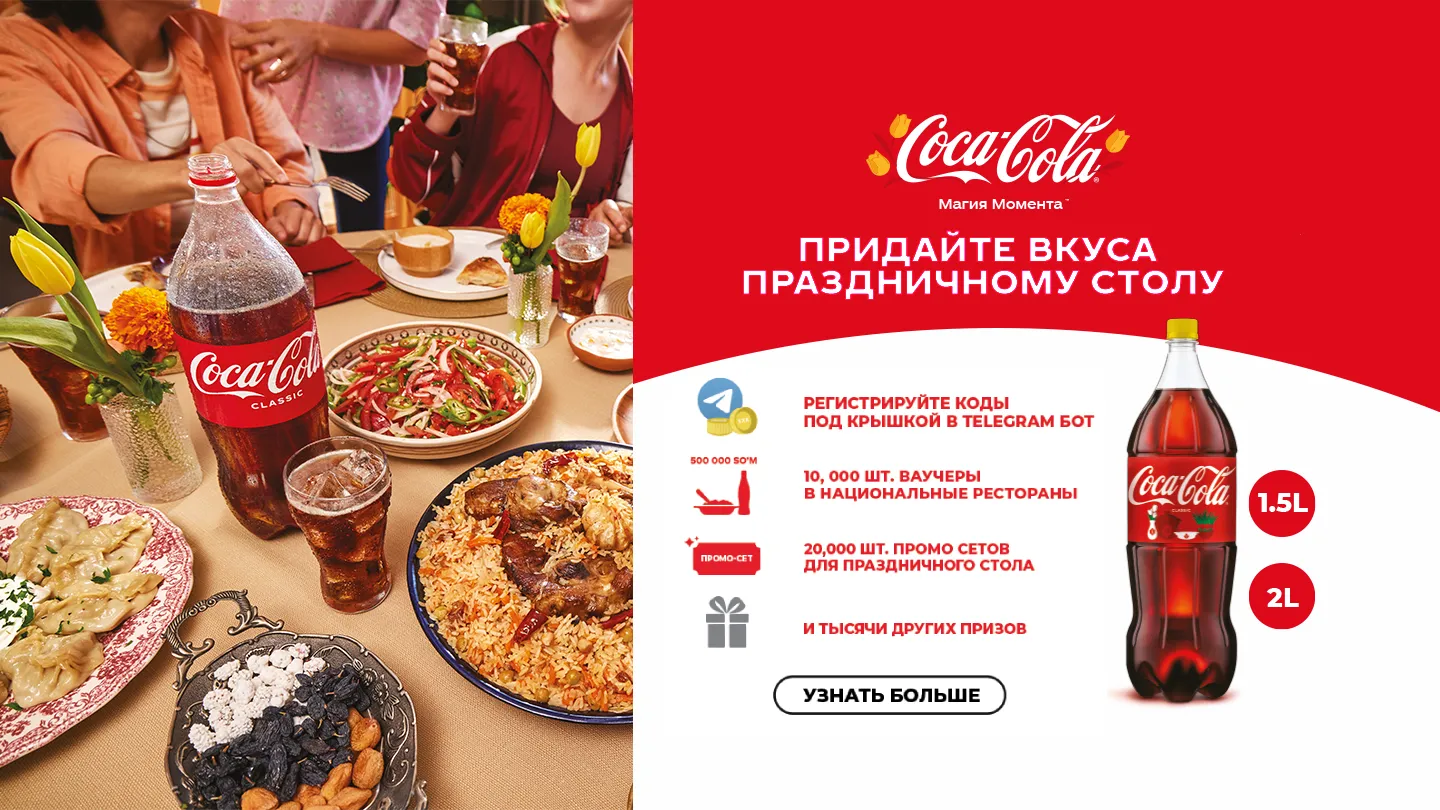 Coca-Cola
CLASSIC
Coca-Cola
Магия Момента
ПРИДАЙТЕ ВКУСА
ПРАЗДНИЧНОМУ СТОЛУ
РЕГИСТРИРУЙТЕ КОДЫ
ПОД КРЫШКОЙ В TELEGRAM БОТ
500 000 SO'M
10, 000 ШТ. ВАУЧЕРЫ
В НАЦИОНАЛЬНЫЕ РЕСТОРАНЫ
ПРОМО-СЕТ
20,000 ШТ. ПРОМО СЕТОВ
ДЛЯ ПРАЗДНИЧНОГО СТОЛА
И ТЫСЯЧИ ДРУГИХ ПРИЗОВ
УЗНАТЬ БОЛЬШЕ
Coca-Cola
CLASSIC
1.5L
2L